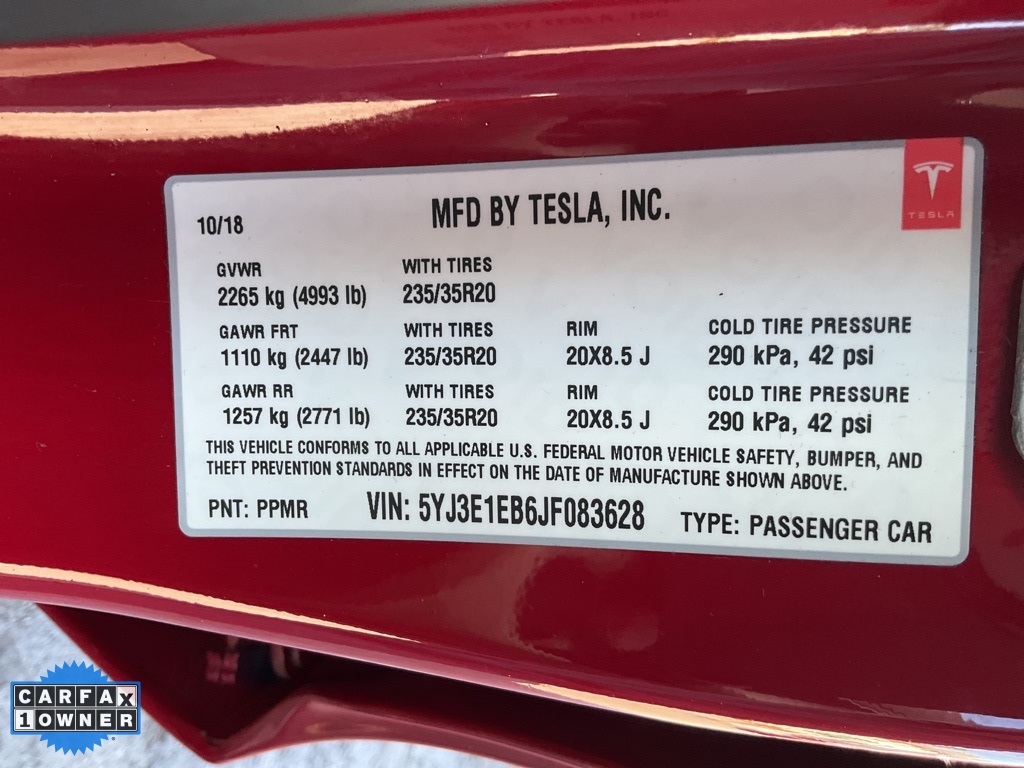 10/18
MFD BY TESLA, INC.
TESLA
GVWR WITH TIRES
2265 kg (4993 lb) 235/35R20
GAWR FRT WITH TIRES RIM COLD TIRE PRESSURE
1110 kg (2447 lb) 235/35R20 20X8.5 J 290 kPa, 42 psi
GAWR RR WITH TIRES RIM COLD TIRE PRESSURE
1257 kg (2771 lb) 235/35R20 20X8.5 J 290 kPa, 42 psi
THIS VEHICLE CONFORMS TO ALL APPLICABLE U.S. FEDERAL MOTOR VEHICLE SAFETY, BUMPER, AND
THEFT PREVENTION STANDARDS IN EFFECT ON THE DATE OF MANUFACTURE SHOWN ABOVE.
PNT: PPMR VIN: 5YJ3E1EB6JF083628 TYPE: PASSENGER CAR
CARFAX
1 OWNER